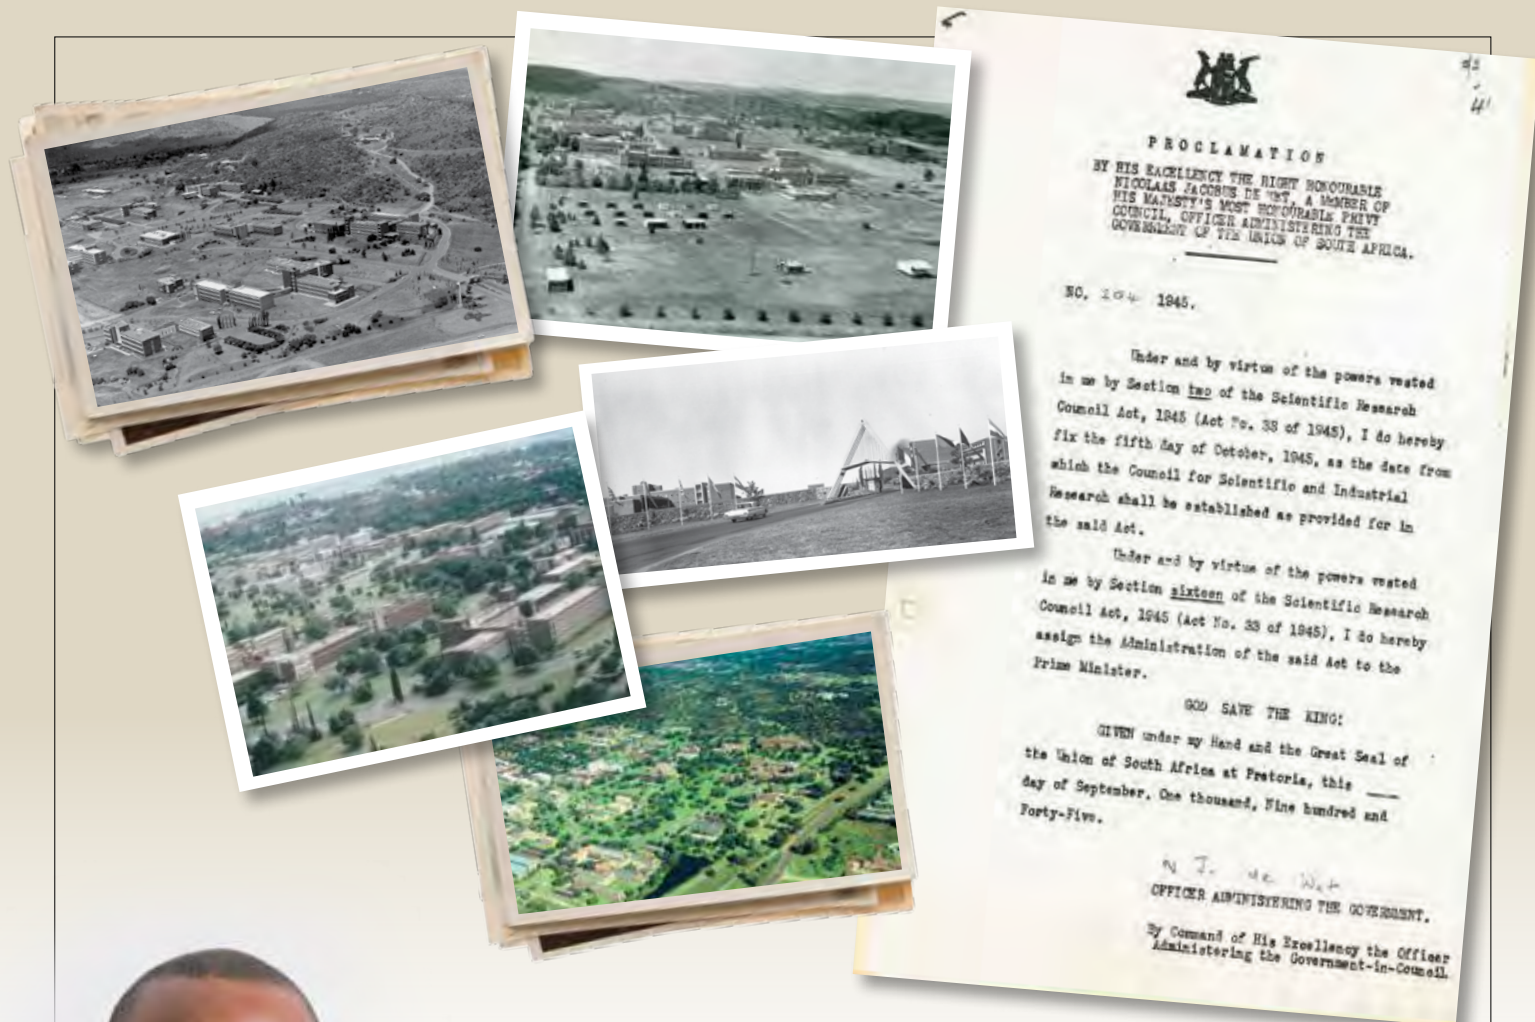 PROCLAMATION
BY HIS EXCELLENCY THE RIGHT HONOURABLE
NICOLAAS JACOBUS DE WET, A MEMBER OF
HIS MAJESTY'S MOST HONOURABLE PRIVY
COUNCIL, OFFICER ADMINISTERING THE
GOVERNMENT OF THE UNION OF SOUTH AFRICA.
NO. 204 1945.
Under and by virtue of the powers vested
in me by Section two of the Scientific Research
Council Act, 1945 (Act No. 33 of 1945), I do hereby
fix the fifth day of October, 1945, as the date from
which the Council for Scientific and Industrial
Research shall be established as provided for in
the said Act.
Under and by virtue of the powers vested
in me by Section sixteen of the Scientific Research
Council Act, 1945 (Act No. 33 of 1945), I do hereby
assign the Administration of the said Act to the
Prime Minister.
GOD SAVE THE KING!
GIVEN under my Hand and the Great Seal of
the Union of South Africa at Pretoria, this ___
day of September, One thousand, Nine hundred and
Forty-Five.
N J. de Wet
OFFICER ADMINISTERING THE GOVERNMENT.
By Command of His Excellency the Officer
Administering the Government-in-Council.